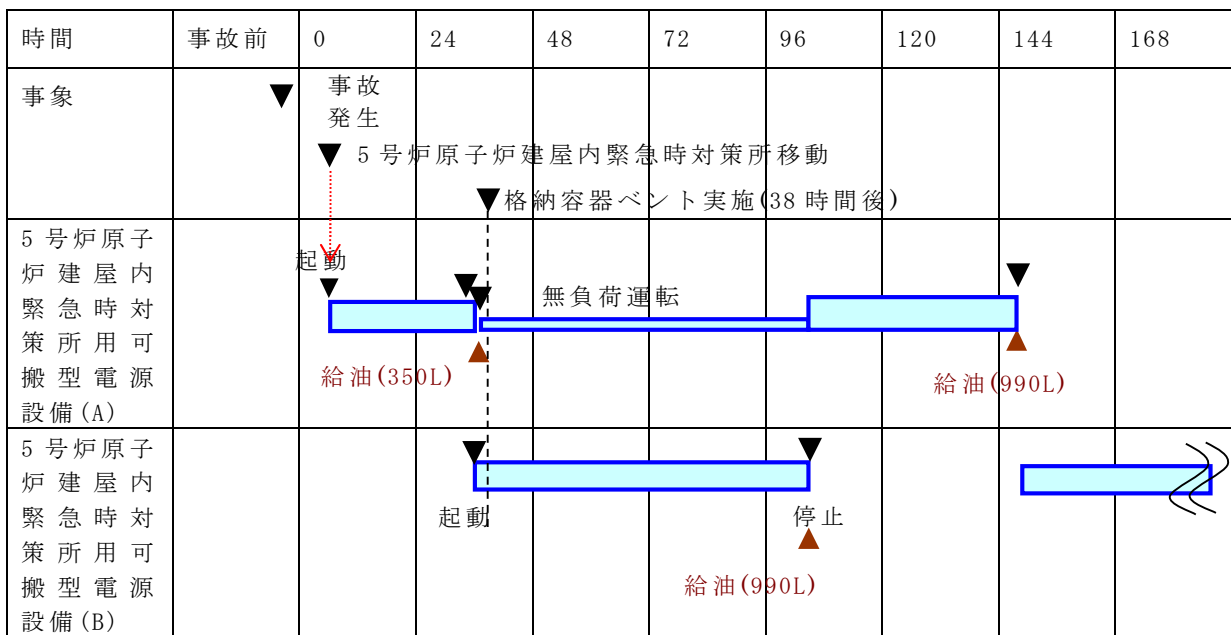 時間 事故前 0 24 48 72 96 120 144 168
事象
事故
発生
5号炉原子炉建屋内緊急時対策所移動
格納容器ベント実施(38時間後)
5号炉原子
炉建屋内
緊急時対
策所用可
搬型電源
設備(A)
起動
無負荷運転
給油(350L)
給油(990L)
5号炉原子
炉建屋内
緊急時対
策所用可
搬型電源
設備(B)
起動
停止
給油(990L)